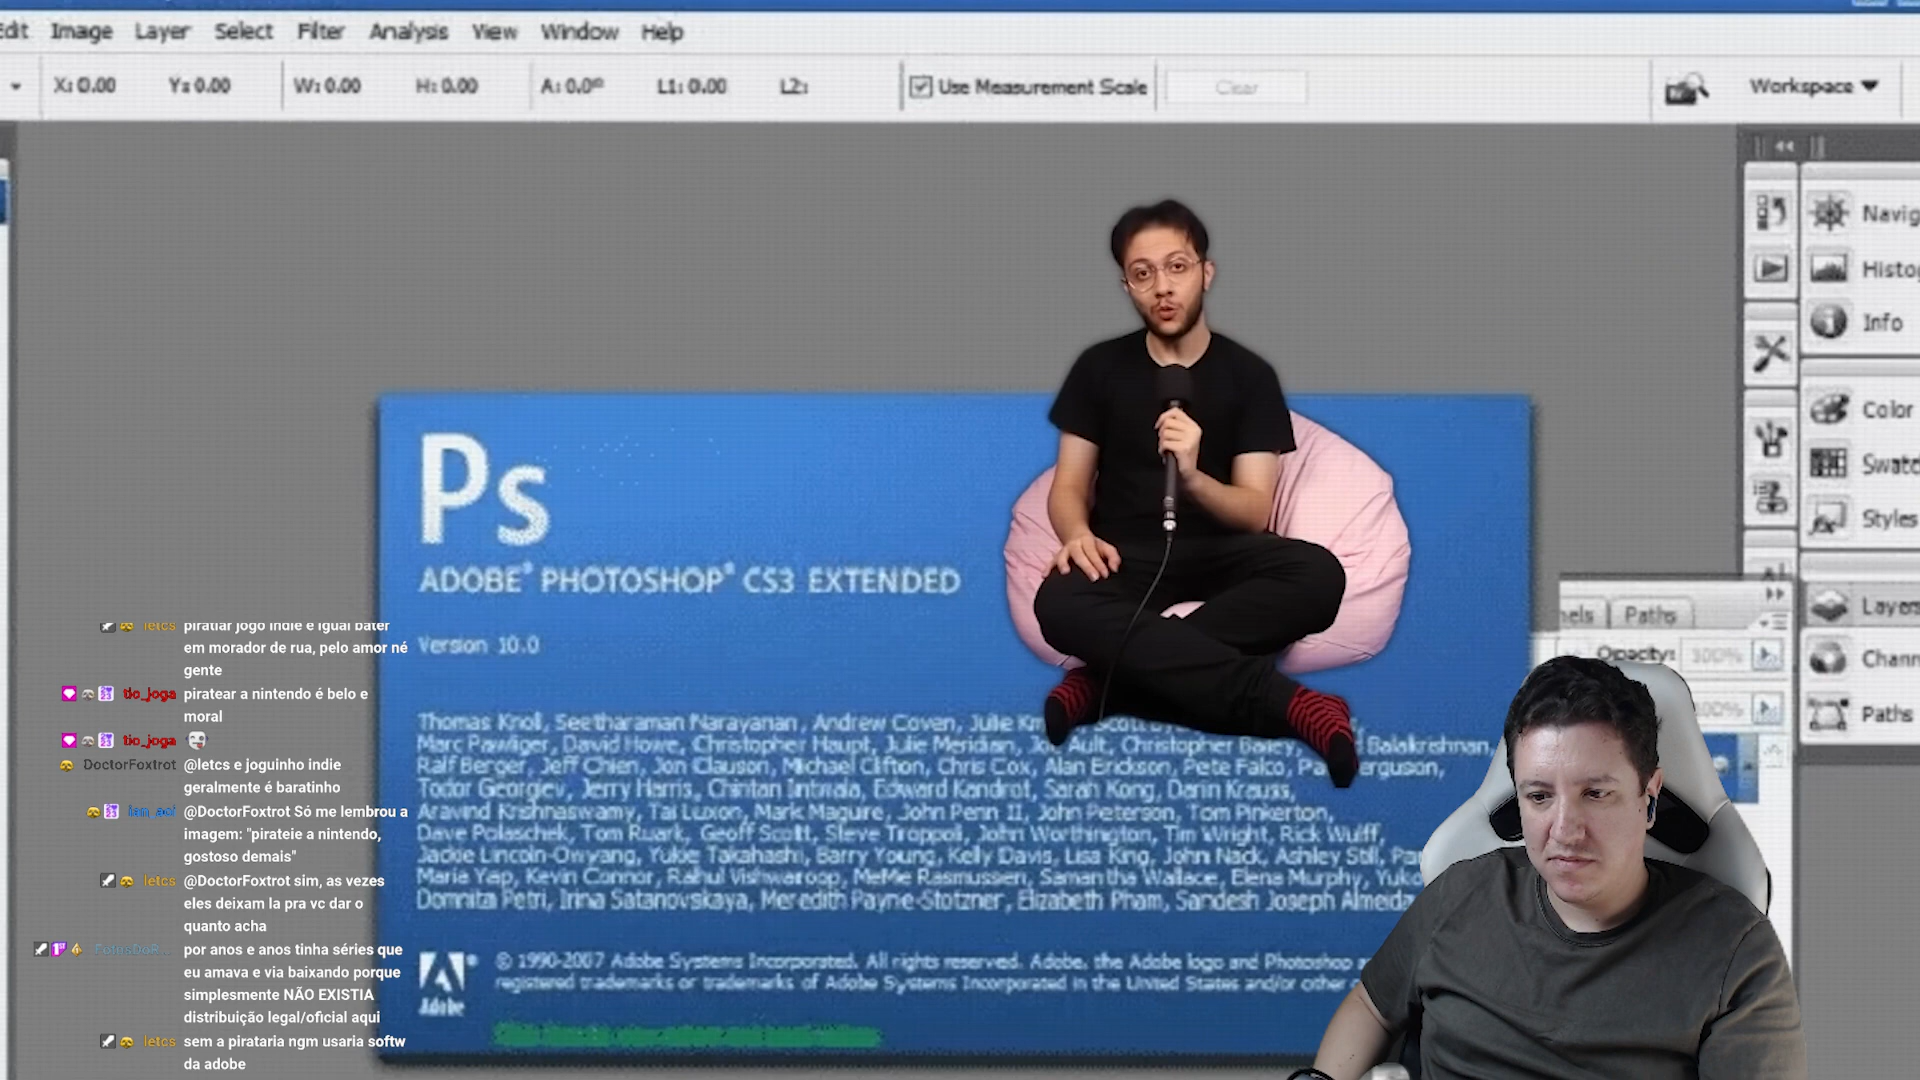 Edit Image Layer Select Filter Analysis View Window Help
X: 0.00 Y: 0.00 W: 0.00 H: 0.00 A: 0.0° L1: 0.00 L2: Use Measurement Scale Clear Workspace
Navig
Histog
Info
Color
Swatc
Styles
Layers
Chann
Paths
nels Paths
Opacity: 100%
Ps
ADOBE® PHOTOSHOP® CS3 EXTENDED
Version 10.0
Thomas Knoll, Seetharaman Narayanan, Andrew Coven, Julie
Marc Pawliger, David Howe, Christopher Haupt, Julie Meridian, Joe Ault, Christopher Bailey, Balakrishnan,
Ralf Berger, Jeff Chien, Jon Clauson, Michael Clifton, Chris Cox, Alan Erickson, Pete Falco, Pa erguson,
Todor Georgiev, Jerry Harris, Chintan Intwala, Edward Kandrot, Sarah Kong, Darin Krauss,
Aravind Krishnaswamy, Tai Luxon, Mark Maguire, John Penn II, John Peterson, Tom Pinkerton,
Dave Polaschek, Tom Ruark, Geoff Scott, Steve Troppoli, John Worthington, Tim Wright, Rick Wulff,
Jackie Lincoln-Owyang, Yukie Takahashi, Barry Young, Kelly Davis, Lisa King, John Nack, Ashley Still,
Marie Yap, Kevin Connor, Rahul Vishwaroop, MeMe Rasmussen, Samantha Wallace, Elena Murphy,
Domnita Petri, Irina Satanovskaya, Meredith Payne-Stotzner, Elizabeth Pham, Sandesh Joseph Almeida
Adobe
© 1990-2007 Adobe Systems Incorporated. All rights reserved. Adobe, the Adobe logo and Photoshop
registered trademarks or trademarks of Adobe Systems Incorporated in the United States and/or other
letcs piratiar jogo indie é igual bater
em morador de rua, pelo amor né
gente
tio_joga piratear a nintendo é belo e
moral
tio_joga
DoctorFoxtrot @letcs e joguinho indie
geralmente é baratinho
@DoctorFoxtrot Só me lembrou a
imagem: "pirateie a nintendo,
gostoso demais"
letcs @DoctorFoxtrot sim, as vezes
eles deixam la pra vc dar o
quanto acha
por anos e anos tinha séries que
eu amava e via baixando porque
simplesmente NÃO EXISTIA
distribuição legal/oficial aqui
letcs sem a pirataria ngm usaria softw
da adobe